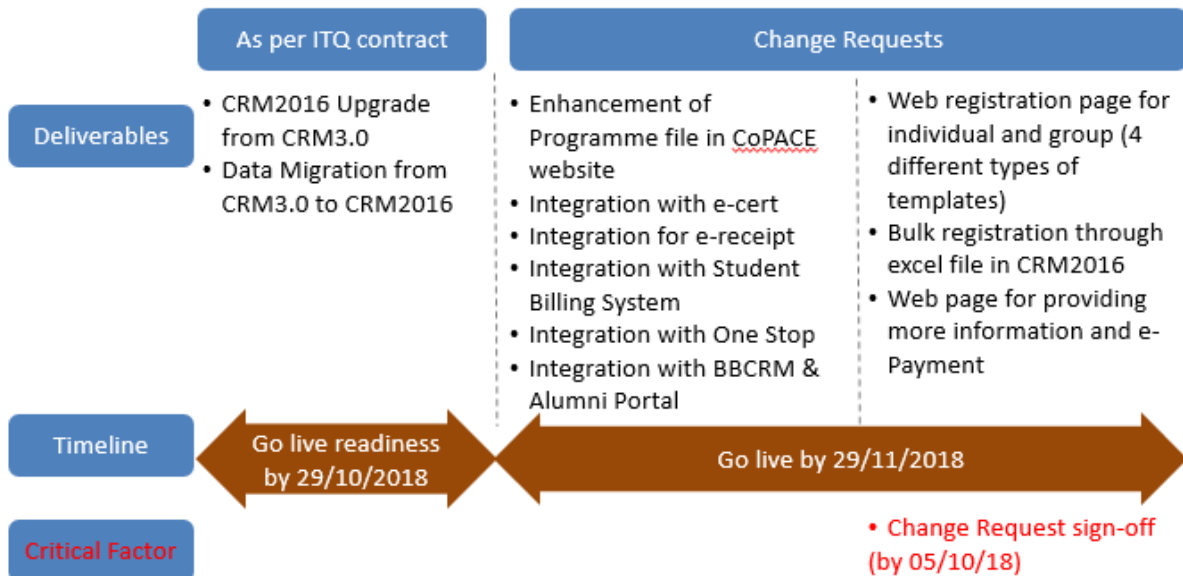 As per ITQ contract
Change Requests
Deliverables
• CRM2016 Upgrade
from CRM3.0
• Data Migration from
CRM3.0 to CRM2016
• Enhancement of
Programme file in CoPACE
website
• Integration with e-cert
• Integration for e-receipt
• Integration with Student
Billing System
• Integration with One Stop
• Integration with BBCRM &
Alumni Portal
• Web registration page for
individual and group (4
different types of
templates)
• Bulk registration through
excel file in CRM2016
• Web page for providing
more information and e-
Payment
Timeline
Go live readiness
by 29/10/2018
Go live by 29/11/2018
Critical Factor
• Change Request sign-off
(by 05/10/18)